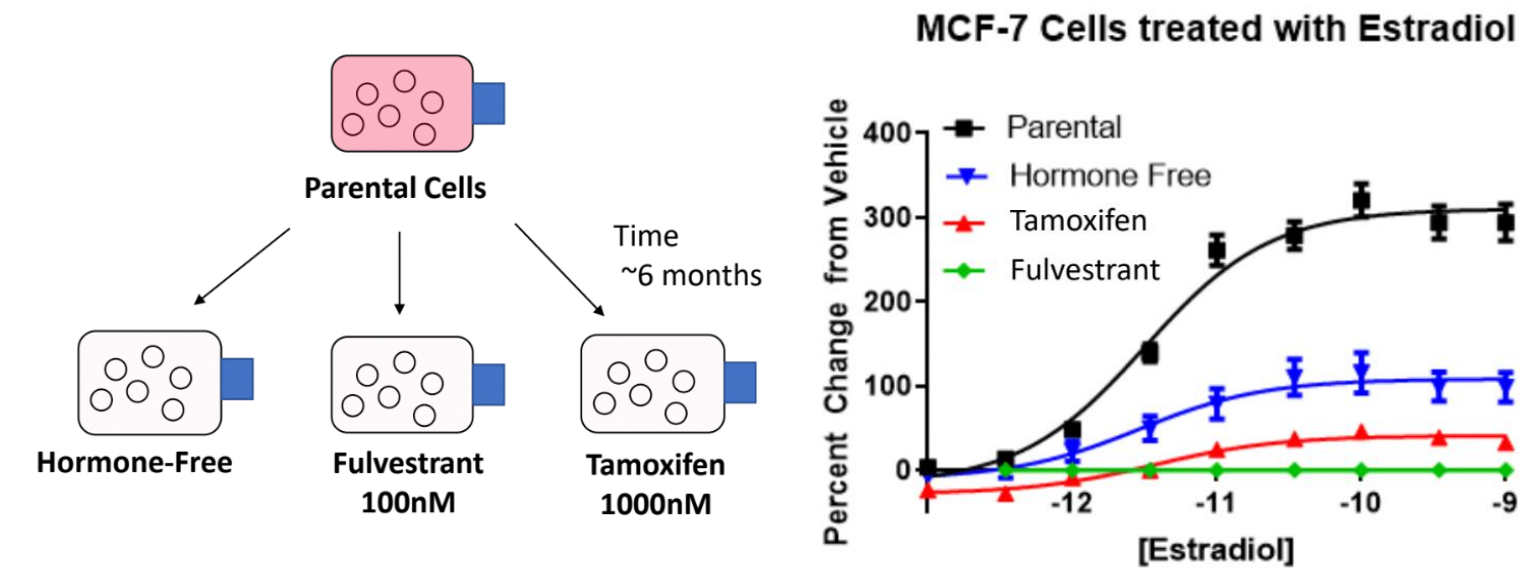 Parental Cells
Time
~6 months
Hormone-Free
Fulvestrant
100nM
Tamoxifen
1000nM
MCF-7 Cells treated with Estradiol
Percent Change from Vehicle
400
300
200
100
0
Parental
Hormone Free
Tamoxifen
Fulvestrant
-12
-11
-10
-9
[Estradiol]